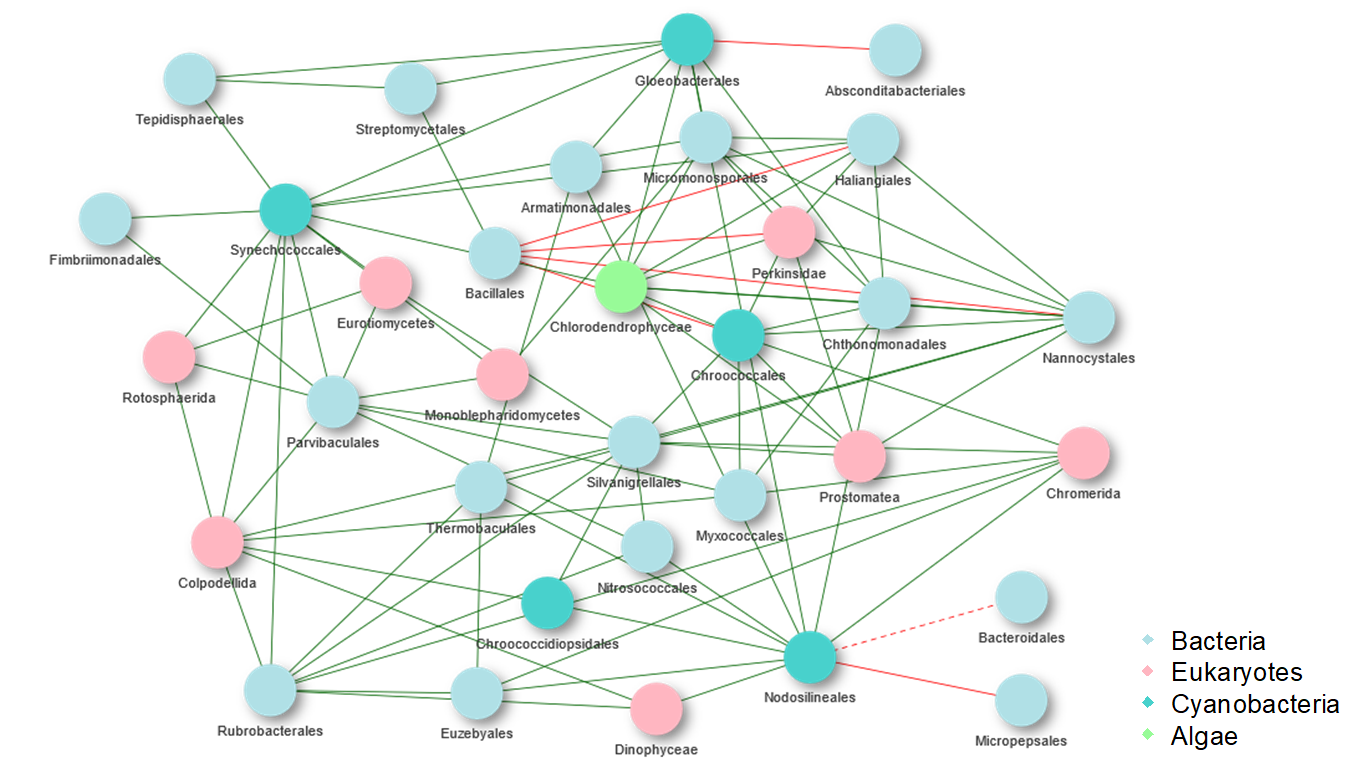 Gloeobacterales
Absconditabacteriales
Tepidisphaerales
Streptomycetales
Micromonosporales
Haliangiales
Armatimonadales
Synechococcales
Fimbriimonadales
Perkinsidae
Bacillales
Eurotiomycetes
Chlorodendrophyceae
Chthonomonadales
Nannocystales
Chroococcales
Rotosphaerida
Monoblepharidomycetes
Parvibaculales
Silvanigrellales
Prostomatea
Chromerida
Thermobaculales
Myxococcales
Colpodellida
Nitrosococcales
Chroococcidiopsidales
Bacteroidales
Nodosilineales
Rubrobacterales
Euzebyales
Dinophyceae
Micropepsales
Bacteria
Eukaryotes
Cyanobacteria
Algae